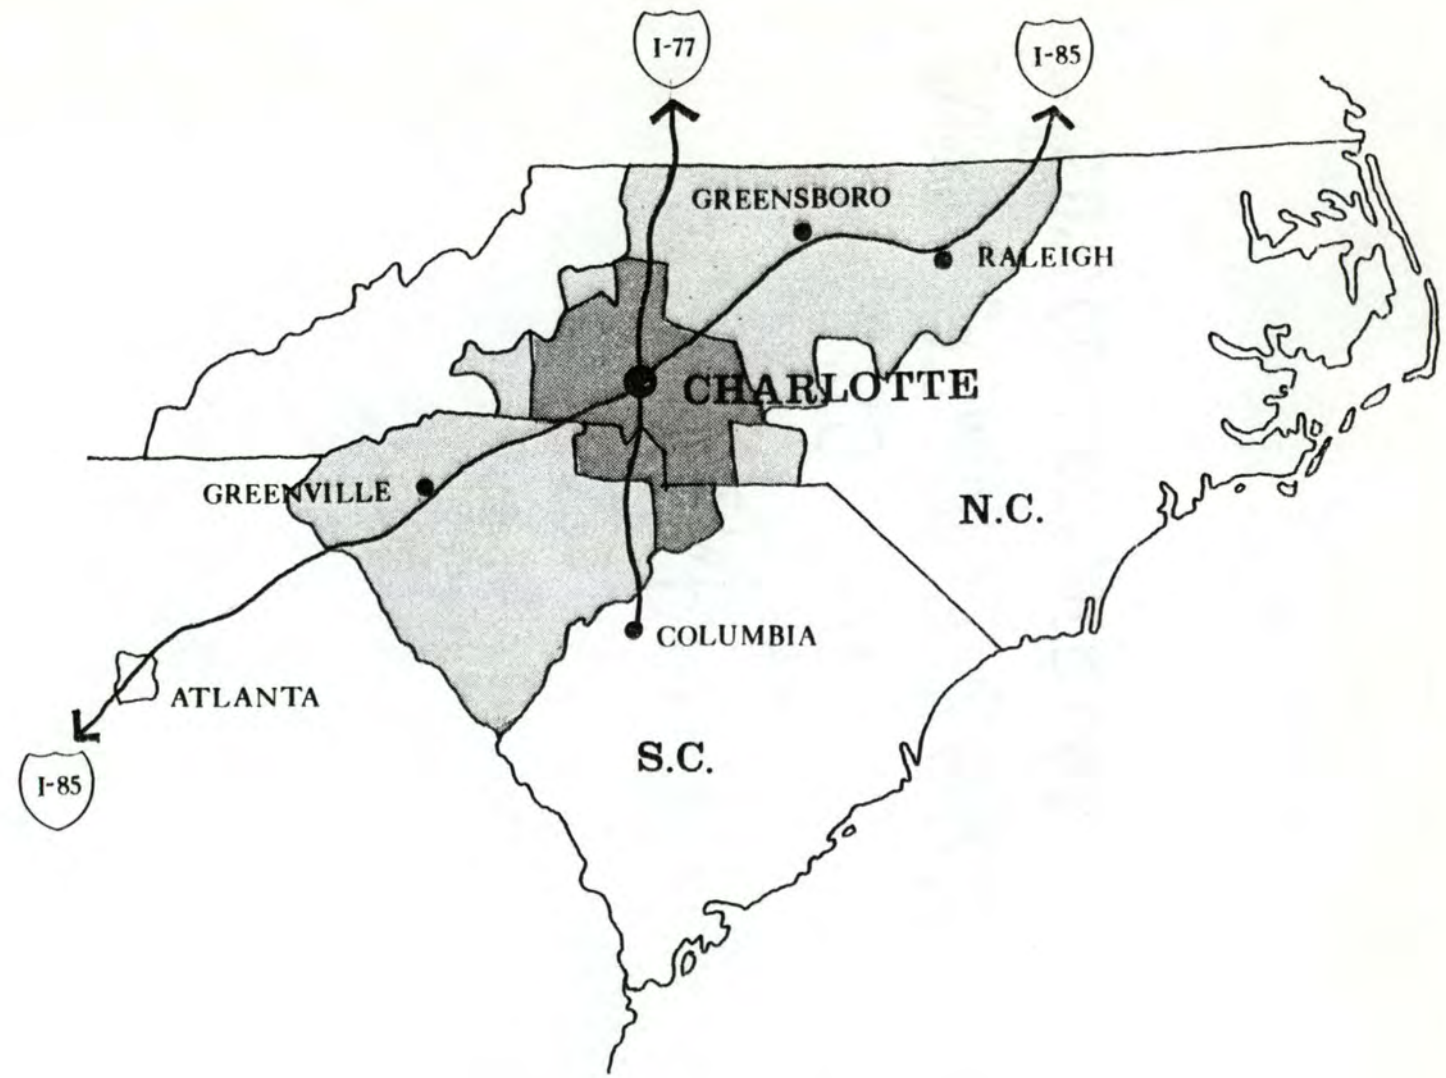 I-77
I-85
GREENSBORO
RALEIGH
CHARLOTTE
GREENVILLE
N.C.
COLUMBIA
ATLANTA
S.C.
I-85